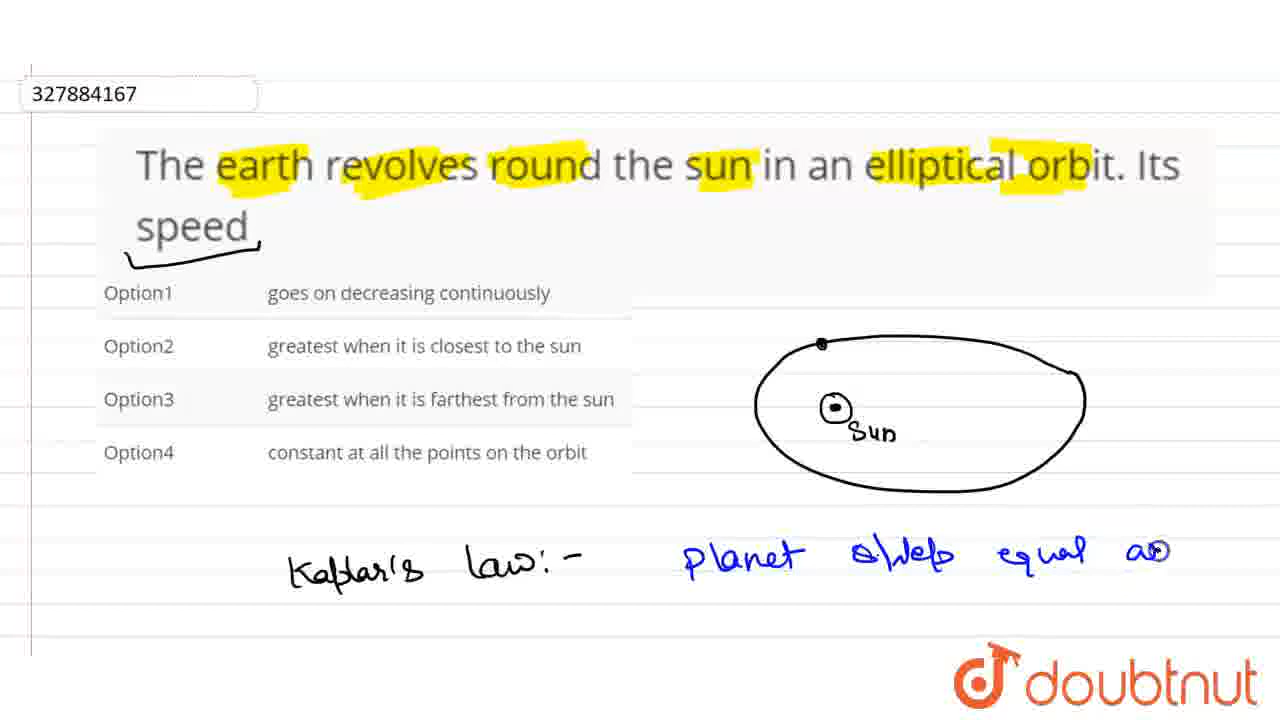 327884167
The earth revolves round the sun in an elliptical orbit. Its
speed
Option1 goes on decreasing continuously
Option2 greatest when it is closest to the sun
Option3 greatest when it is farthest from the sun
Option4 constant at all the points on the orbit
Sun
Kaplar's law:- Planet equal
doubtnut